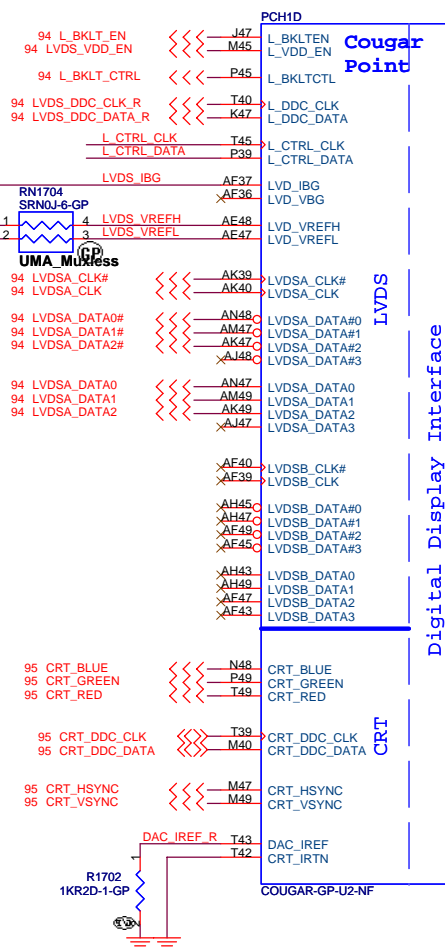 PCH1D
94 L_BKLT_EN J47 L_BKLTEN Cougar
94 LVDS_VDD_EN M45 L_VDD_EN Point
94 L_BKLT_CTRL P45 L_BKLTCTL
94 LVDS_DDC_CLK_R T40 L_DDC_CLK
94 LVDS_DDC_DATA_R K47 L_DDC_DATA
L_CTRL_CLK T45 L_CTRL_CLK
L_CTRL_DATA P39 L_CTRL_DATA
LVDS_IBG AF37 LVD_IBG
AF36 LVD_VBG
RN1704
SRN0J-6-GP
1 4 LVDS_VREFH AE48 LVD_VREFH
2 3 LVDS_VREFL AE47 LVD_VREFL
UMA_Muxless GP
94 LVDSA_CLK# AK39 LVDSA_CLK#
94 LVDSA_CLK AK40 LVDSA_CLK
LVDS
94 LVDSA_DATA0# AN48 LVDSA_DATA#0
94 LVDSA_DATA1# AM47 LVDSA_DATA#1
94 LVDSA_DATA2# AK47 LVDSA_DATA#2
AJ48 LVDSA_DATA#3
94 LVDSA_DATA0 AN47 LVDSA_DATA0
94 LVDSA_DATA1 AM49 LVDSA_DATA1
94 LVDSA_DATA2 AK49 LVDSA_DATA2
AJ47 LVDSA_DATA3
Digital Display Interface
AF40 LVDSB_CLK#
AF39 LVDSB_CLK
AH45 LVDSB_DATA#0
AH47 LVDSB_DATA#1
AF49 LVDSB_DATA#2
AF45 LVDSB_DATA#3
AH43 LVDSB_DATA0
AH49 LVDSB_DATA1
AF47 LVDSB_DATA2
AF43 LVDSB_DATA3
95 CRT_BLUE N48 CRT_BLUE
95 CRT_GREEN P49 CRT_GREEN
95 CRT_RED T49 CRT_RED
CRT
95 CRT_DDC_CLK T39 CRT_DDC_CLK
95 CRT_DDC_DATA M40 CRT_DDC_DATA
95 CRT_HSYNC M47 CRT_HSYNC
95 CRT_VSYNC M49 CRT_VSYNC
DAC_IREF_R T43 DAC_IREF
T42 CRT_IRTN
1
R1702
1KR2D-1-GP
2
COUGAR-GP-U2-NF